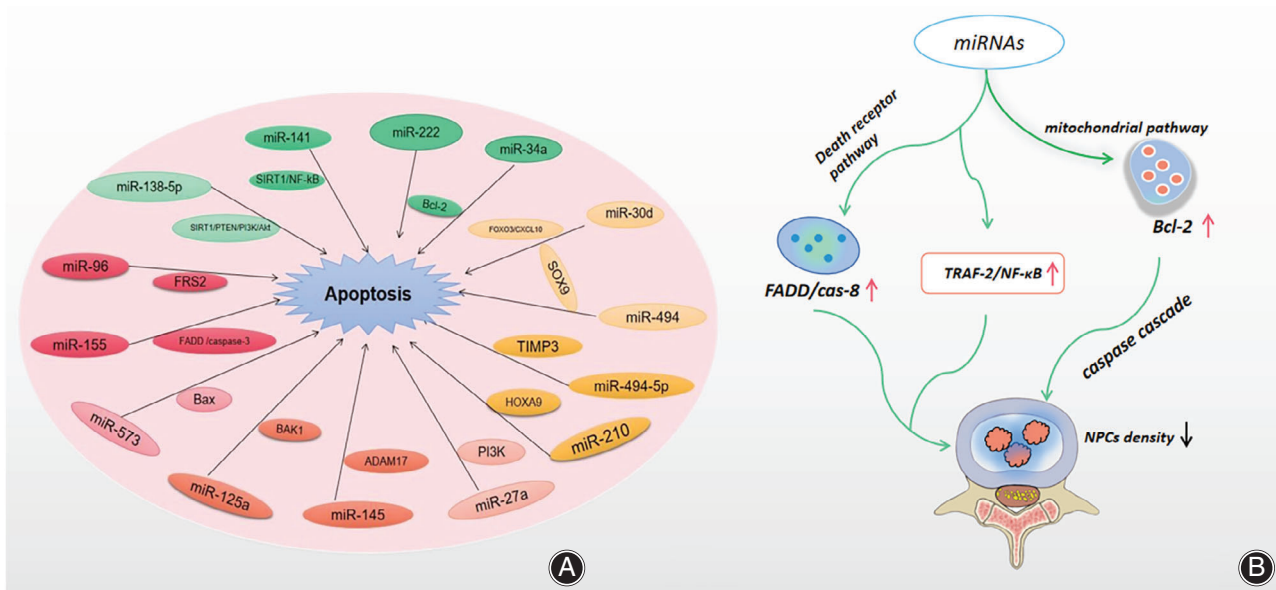 miR-141
miR-222
miR-34a
SIRT1/NF-kB
miR-138-5p
Bcl-2
SIRT1/PTEN/PI3K/Akt
miR-30d
FOXO3/CXCL10
SOX9
miR-96
FRS2
Apoptosis
miR-494
miR-155
FADD /caspase-3
TIMP3
miR-494-5p
Bax
HOXA9
miR-573
BAK1
miR-210
PI3K
ADAM17
miR-125a
miR-145
miR-27a
A
miRNAs
Death receptor
pathway
mitochondrial pathway
Bcl-2
FADD/cas-8
TRAF-2/NF-κB
caspase cascade
NPCs density
B